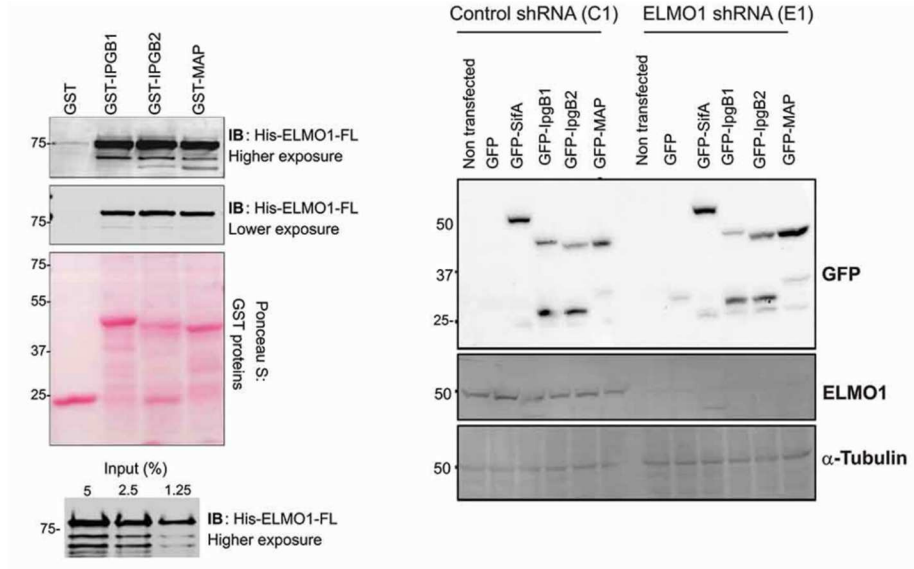 GST
GST-IPGB1
GST-IPGB2
GST-MAP
75-
IB: His-ELMO1-FL
Higher exposure
75-
IB: His-ELMO1-FL
Lower exposure
75-
55-
37-
25-
Ponceau S:
GST proteins
Input (%)
5 2.5 1.25
75-
IB: His-ELMO1-FL
Higher exposure
Control shRNA (C1) ELMO1 shRNA (E1)
Non transfected
GFP
GFP-SifA
GFP-IpgB1
GFP-IpgB2
GFP-MAP
Non transfected
GFP
GFP-SifA
GFP-IpgB1
GFP-IpgB2
GFP-MAP
50
37
25-
GFP
50
ELMO1
50
α-Tubulin